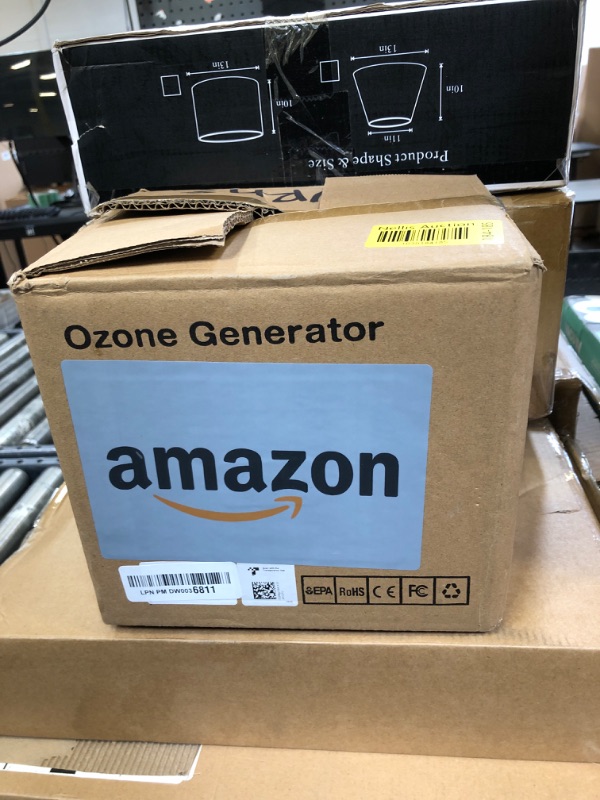 13in
13in
10in
10in
11in
Product Shape & Size
Ozone Generator
amazon
LPN PM DW0036811
&EPA RoHS CE FC